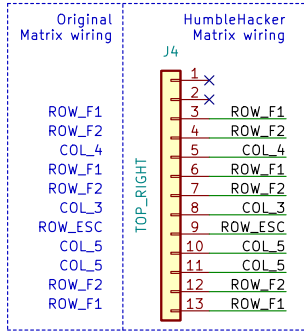 Original HumbleHacker
Matrix wiring Matrix wiring
J4
1
2
ROW_F1 3 ROW_F1
ROW_F2 4 ROW_F2
COL_4 5 COL_4
ROW_F1 6 ROW_F1
ROW_F2 7 ROW_F2
COL_3 8 COL_3
ROW_ESC 9 ROW_ESC
COL_5 10 COL_5
COL_5 11 COL_5
ROW_F2 12 ROW_F2
ROW_F1 13 ROW_F1
TOP_RIGHT